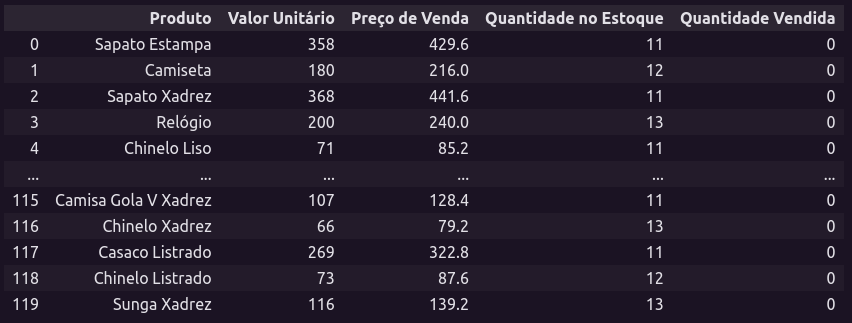 Produto Valor Unitário Preço de Venda Quantidade no Estoque Quantidade Vendida
0 Sapato Estampa 358 429.6 11 0
1 Camiseta 180 216.0 12 0
2 Sapato Xadrez 368 441.6 11 0
3 Relógio 200 240.0 13 0
4 Chinelo Liso 71 85.2 11 0
... ... ... ... ... ...
115 Camisa Gola V Xadrez 107 128.4 11 0
116 Chinelo Xadrez 66 79.2 13 0
117 Casaco Listrado 269 322.8 11 0
118 Chinelo Listrado 73 87.6 12 0
119 Sunga Xadrez 116 139.2 13 0